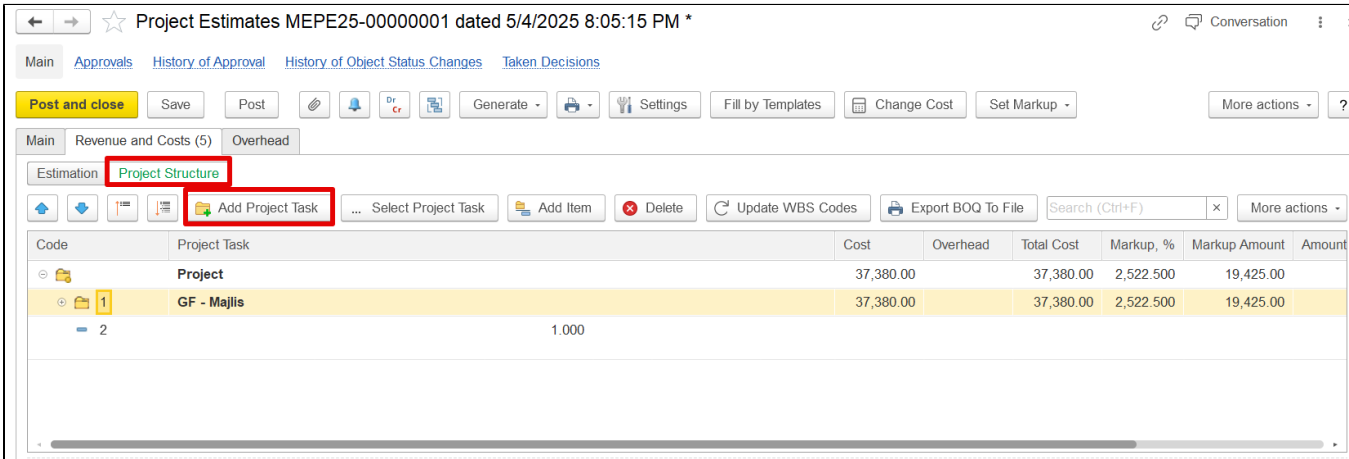 Project Estimates MEPE25-00000001 dated 5/4/2025 8:05:15 PM *
Conversation
Main Approvals History of Approval History of Object Status Changes Taken Decisions
Post and close Save Post Dr Cr Generate Settings Fill by Templates Change Cost Set Markup More actions ?
Main Revenue and Costs (5) Overhead
Estimation Project Structure
Add Project Task ... Select Project Task Add Item Delete Update WBS Codes Export BOQ To File Search (Ctrl+F) × More actions
Code Project Task Cost Overhead Total Cost Markup, % Markup Amount Amount
Project 37,380.00 37,380.00 2,522.500 19,425.00
1 GF - Majlis 37,380.00 37,380.00 2,522.500 19,425.00
2 1.000